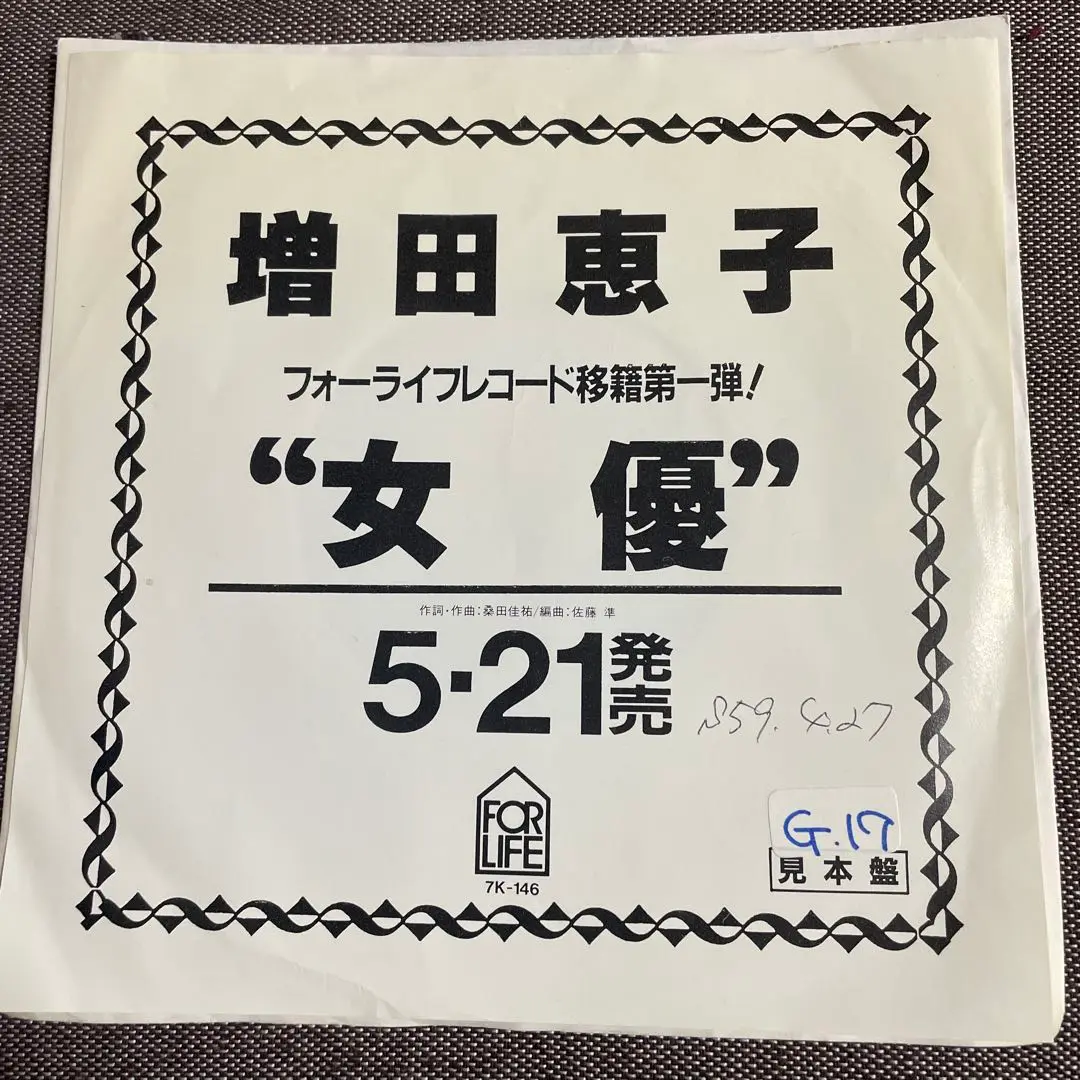 増田恵子
フォーライフレコード移籍第一弾!
“女優”
作詞・作曲:桑田佳祐/編曲:佐藤 準
5·21発売
S59.4.27
FOR
LIFE
7K-146
G.17
見本盤